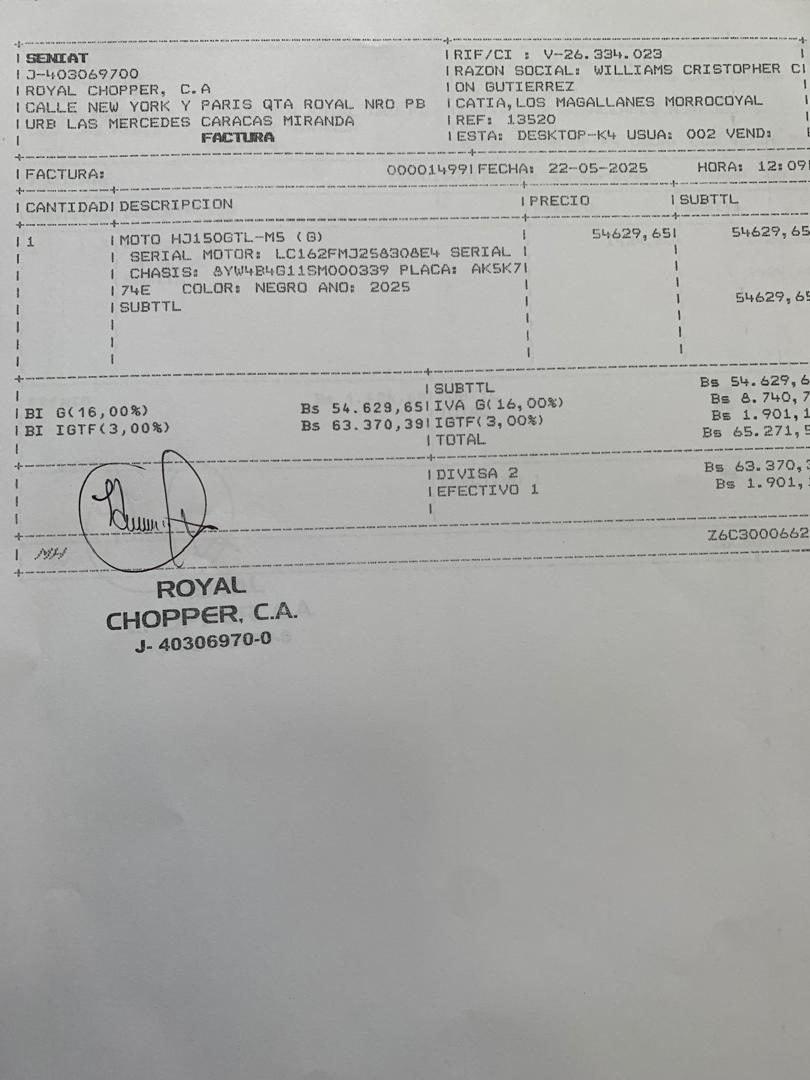 SENIAT
J-403069700
ROYAL CHOPPER, C.A
CALLE NEW YORK Y PARIS QTA ROYAL NRO PB
URB LAS MERCEDES CARACAS MIRANDA
FACTURA
RIF/CI : V-26.334.023
RAZON SOCIAL: WILLIAMS CRISTOPHER CI
ON GUTIERREZ
CATIA,LOS MAGALLANES MORROCOYAL
REF: 13520
ESTA: DESKTOP-K4 USUA: 002 VEND:
FACTURA: 00001499 FECHA: 22-05-2025 HORA: 12:09
CANTIDAD DESCRIPCION PRECIO SUBTTL
1 MOTO HJ150GTL-M5 (G) 54629,65 54629,65
SERIAL MOTOR: LC162FMJ258308E4 SERIAL
CHASIS: 8YW4B4G11SM000339 PLACA: AK5K7
74E COLOR: NEGRO ANO: 2025
SUBTTL 54629,65
SUBTTL Bs 54.629,6
BI G(16,00%) Bs 54.629,65 IVA G(16,00%) Bs 8.740,7
BI IGTF(3,00%) Bs 63.370,39 IGTF(3,00%) Bs 1.901,1
TOTAL Bs 65.271,5
DIVISA 2 Bs 63.370,3
EFECTIVO 1 Bs 1.901,
Z6C3000662
ROYAL
CHOPPER, C.A.
J- 40306970-0